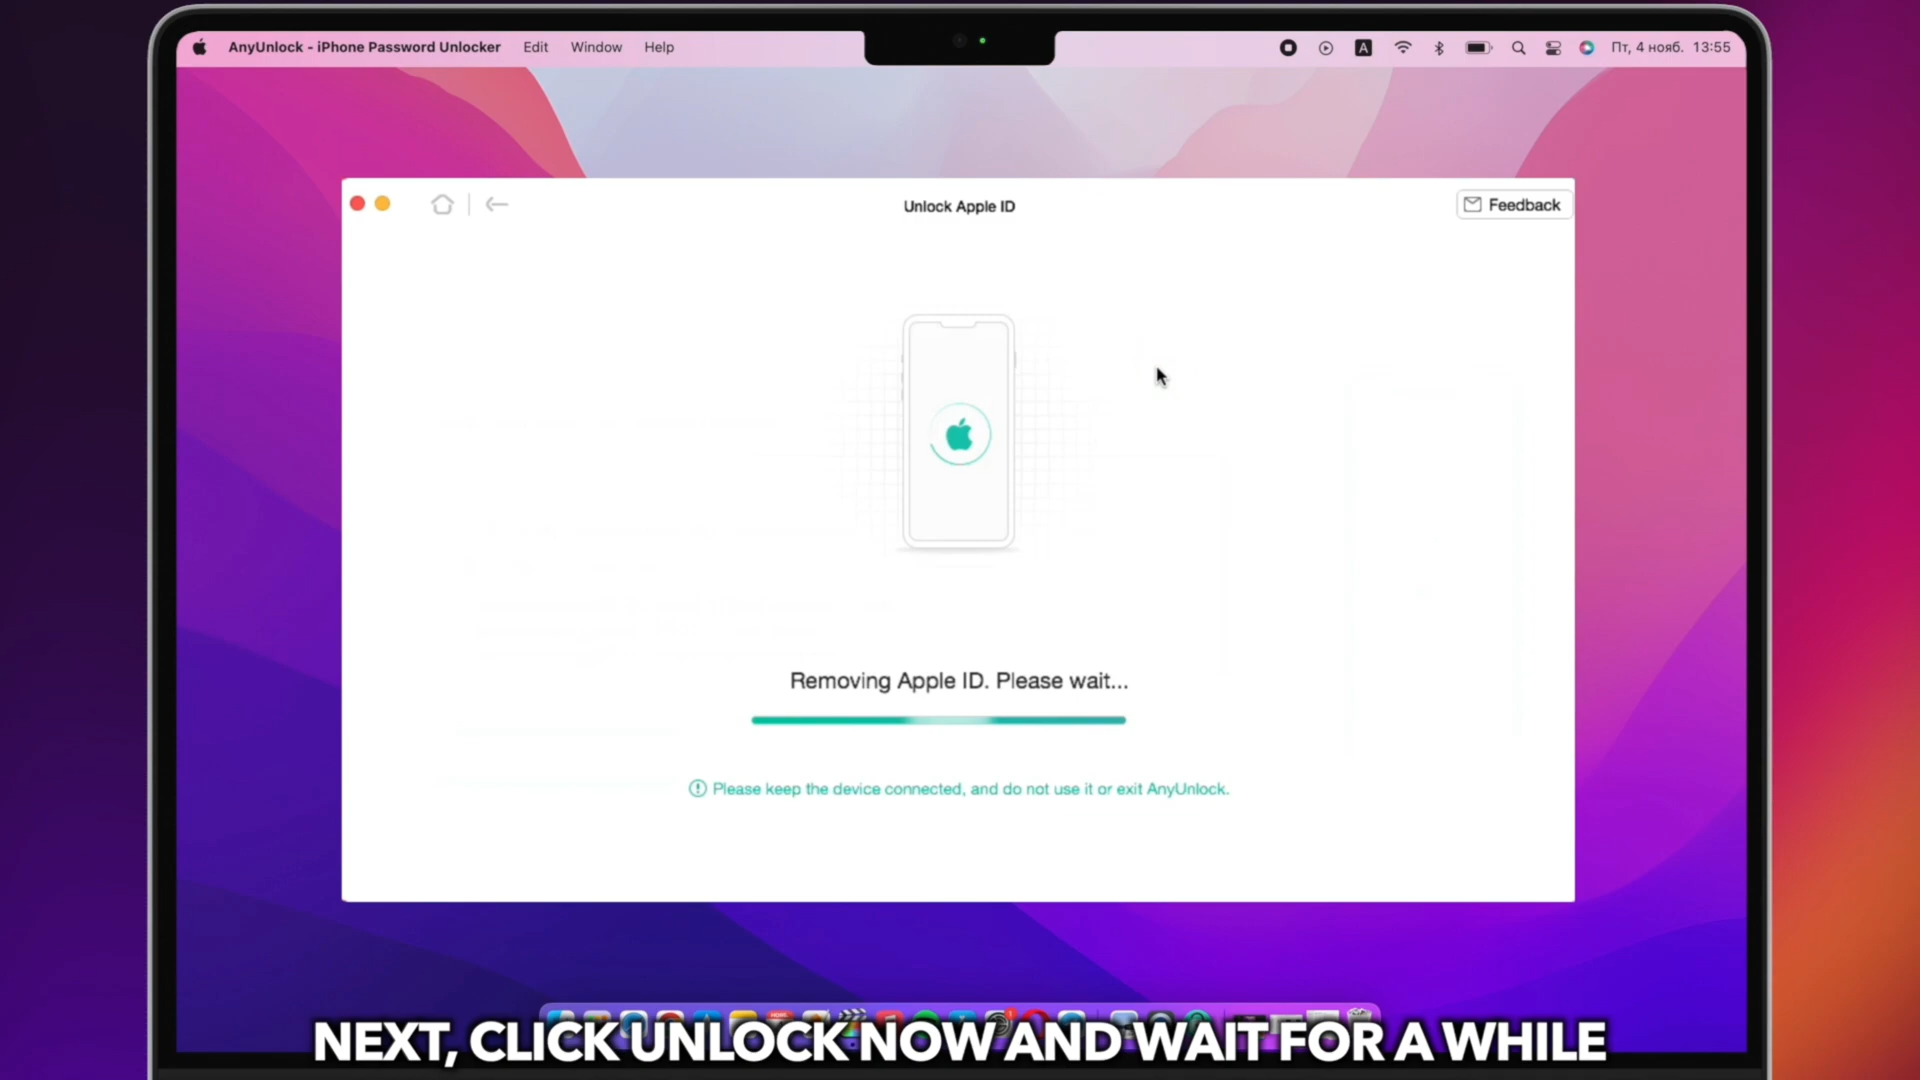 AnyUnlock - iPhone Password Unlocker Edit Window Help A Пт, 4 нояб. 13:55
Unlock Apple ID
Feedback
Removing Apple ID. Please wait...
Please keep the device connected, and do not use it or exit AnyUnlock.
NEXT, CLICK UNLOCK NOW AND WAIT FOR A WHILE